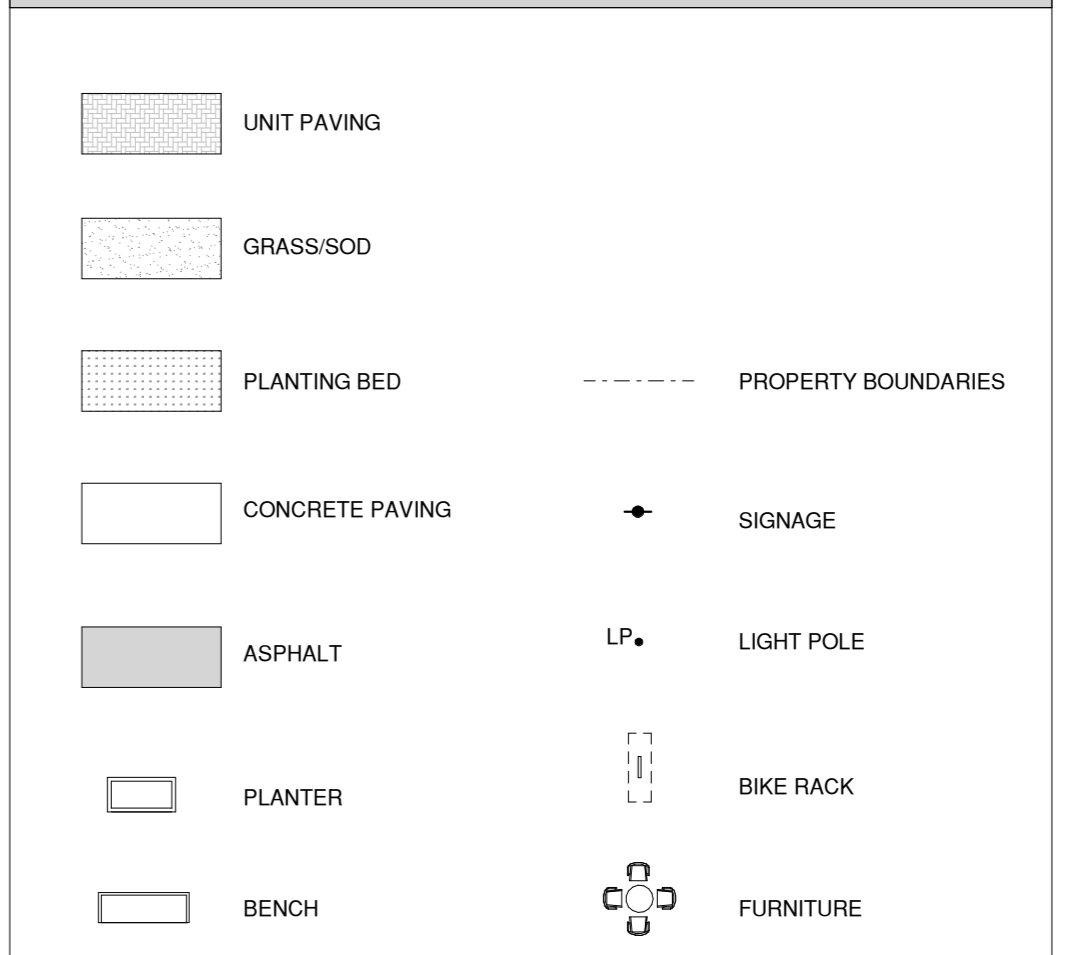 UNIT PAVING
GRASS/SOD
PLANTING BED
CONCRETE PAVING
ASPHALT
PLANTER
BENCH
PROPERTY BOUNDARIES
SIGNAGE
LP
LIGHT POLE
BIKE RACK
FURNITURE